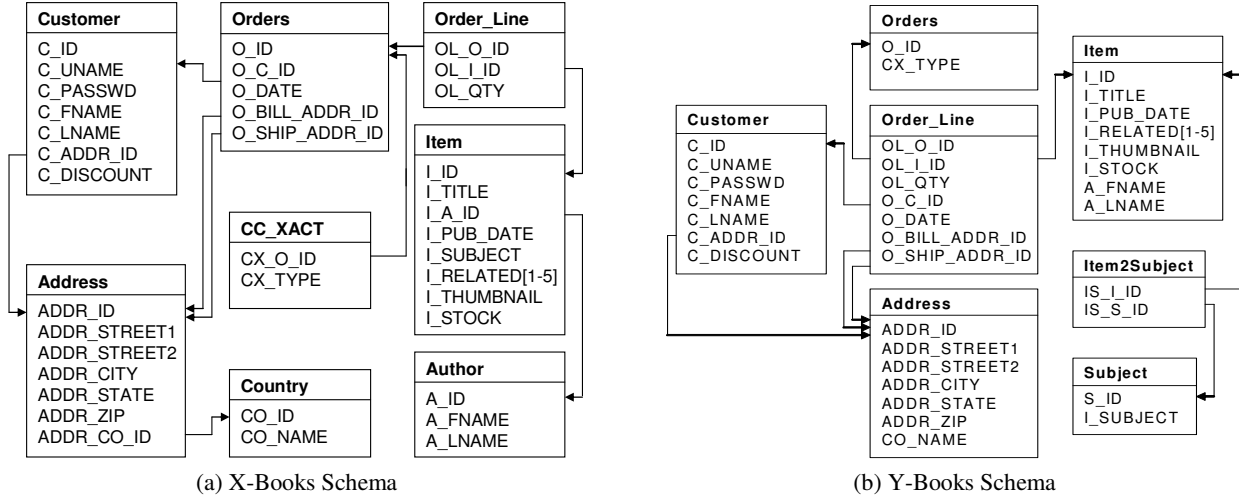 Customer
C_ID
C_UNAME
C_PASSWD
C_FNAME
C_LNAME
C_ADDR_ID
C_DISCOUNT
Orders
O_ID
O_C_ID
O_DATE
O_BILL_ADDR_ID
O_SHIP_ADDR_ID
Order_Line
OL_O_ID
OL_I_ID
OL_QTY
Item
I_ID
I_TITLE
I_A_ID
I_PUB_DATE
I_SUBJECT
I_RELATED[1-5]
I_THUMBNAIL
I_STOCK
CC_XACT
CX_O_ID
CX_TYPE
Address
ADDR_ID
ADDR_STREET1
ADDR_STREET2
ADDR_CITY
ADDR_STATE
ADDR_ZIP
ADDR_CO_ID
Country
CO_ID
CO_NAME
Author
A_ID
A_FNAME
A_LNAME
(a) X-Books Schema
Orders
O_ID
CX_TYPE
Item
I_ID
I_TITLE
I_PUB_DATE
I_RELATED[1-5]
I_THUMBNAIL
I_STOCK
A_FNAME
A_LNAME
Customer
C_ID
C_UNAME
C_PASSWD
C_FNAME
C_LNAME
C_ADDR_ID
C_DISCOUNT
Order_Line
OL_O_ID
OL_I_ID
OL_QTY
O_C_ID
O_DATE
O_BILL_ADDR_ID
O_SHIP_ADDR_ID
Item2Subject
IS_I_ID
IS_S_ID
Address
ADDR_ID
ADDR_STREET1
ADDR_STREET2
ADDR_CITY
ADDR_STATE
ADDR_ZIP
CO_NAME
Subject
S_ID
I_SUBJECT
(b) Y-Books Schema